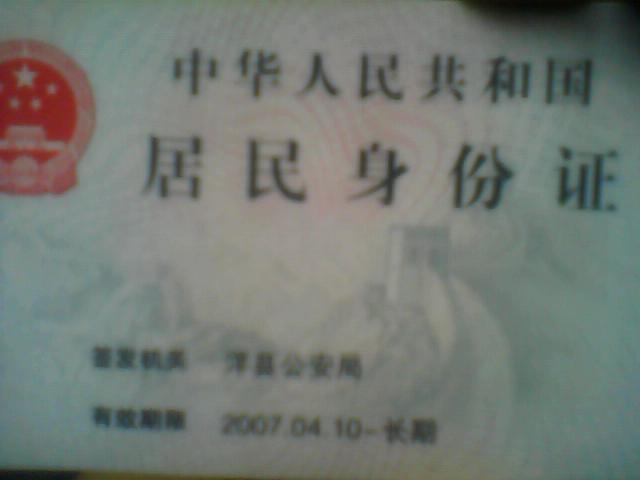 中华人民共和国
居民身份证
签发机关 洋县公安局
有效期限 2007.04.10-长期